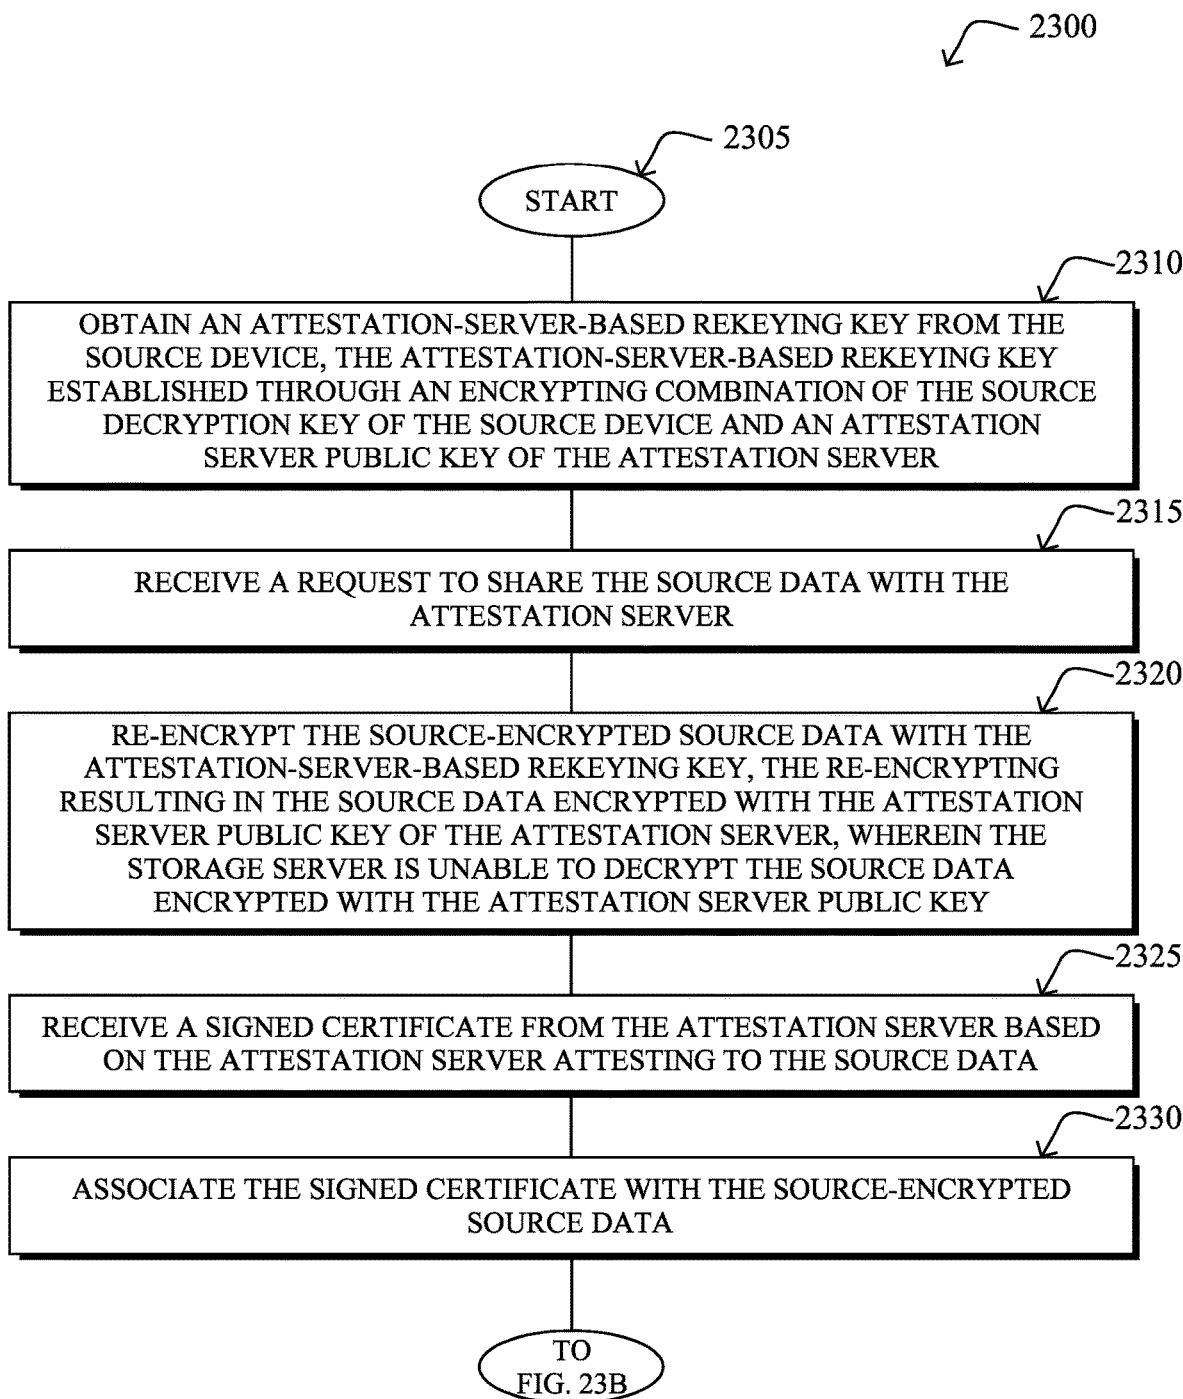 2300
2305
START
2310
OBTAIN AN ATTESTATION-SERVER-BASED REKEYING KEY FROM THE
SOURCE DEVICE, THE ATTESTATION-SERVER-BASED REKEYING KEY
ESTABLISHED THROUGH AN ENCRYPTING COMBINATION OF THE SOURCE
DECRYPTION KEY OF THE SOURCE DEVICE AND AN ATTESTATION
SERVER PUBLIC KEY OF THE ATTESTATION SERVER
2315
RECEIVE A REQUEST TO SHARE THE SOURCE DATA WITH THE
ATTESTATION SERVER
2320
RE-ENCRYPT THE SOURCE-ENCRYPTED SOURCE DATA WITH THE
ATTESTATION-SERVER-BASED REKEYING KEY, THE RE-ENCRYPTING
RESULTING IN THE SOURCE DATA ENCRYPTED WITH THE ATTESTATION
SERVER PUBLIC KEY OF THE ATTESTATION SERVER, WHEREIN THE
STORAGE SERVER IS UNABLE TO DECRYPT THE SOURCE DATA
ENCRYPTED WITH THE ATTESTATION SERVER PUBLIC KEY
2325
RECEIVE A SIGNED CERTIFICATE FROM THE ATTESTATION SERVER BASED
ON THE ATTESTATION SERVER ATTESTING TO THE SOURCE DATA
2330
ASSOCIATE THE SIGNED CERTIFICATE WITH THE SOURCE-ENCRYPTED
SOURCE DATA
TO
FIG. 23B